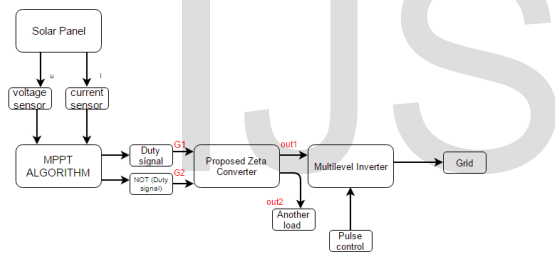 Solar Panel
u
I
voltage
sensor
current
sensor
MPPT
ALGORITHM
Duty
signal
NOT (Duty
signal)
G1
G2
Proposed Zeta
Converter
out1
out2
Another
load
Multilevel Inverter
Pulse
control
Grid
IJS